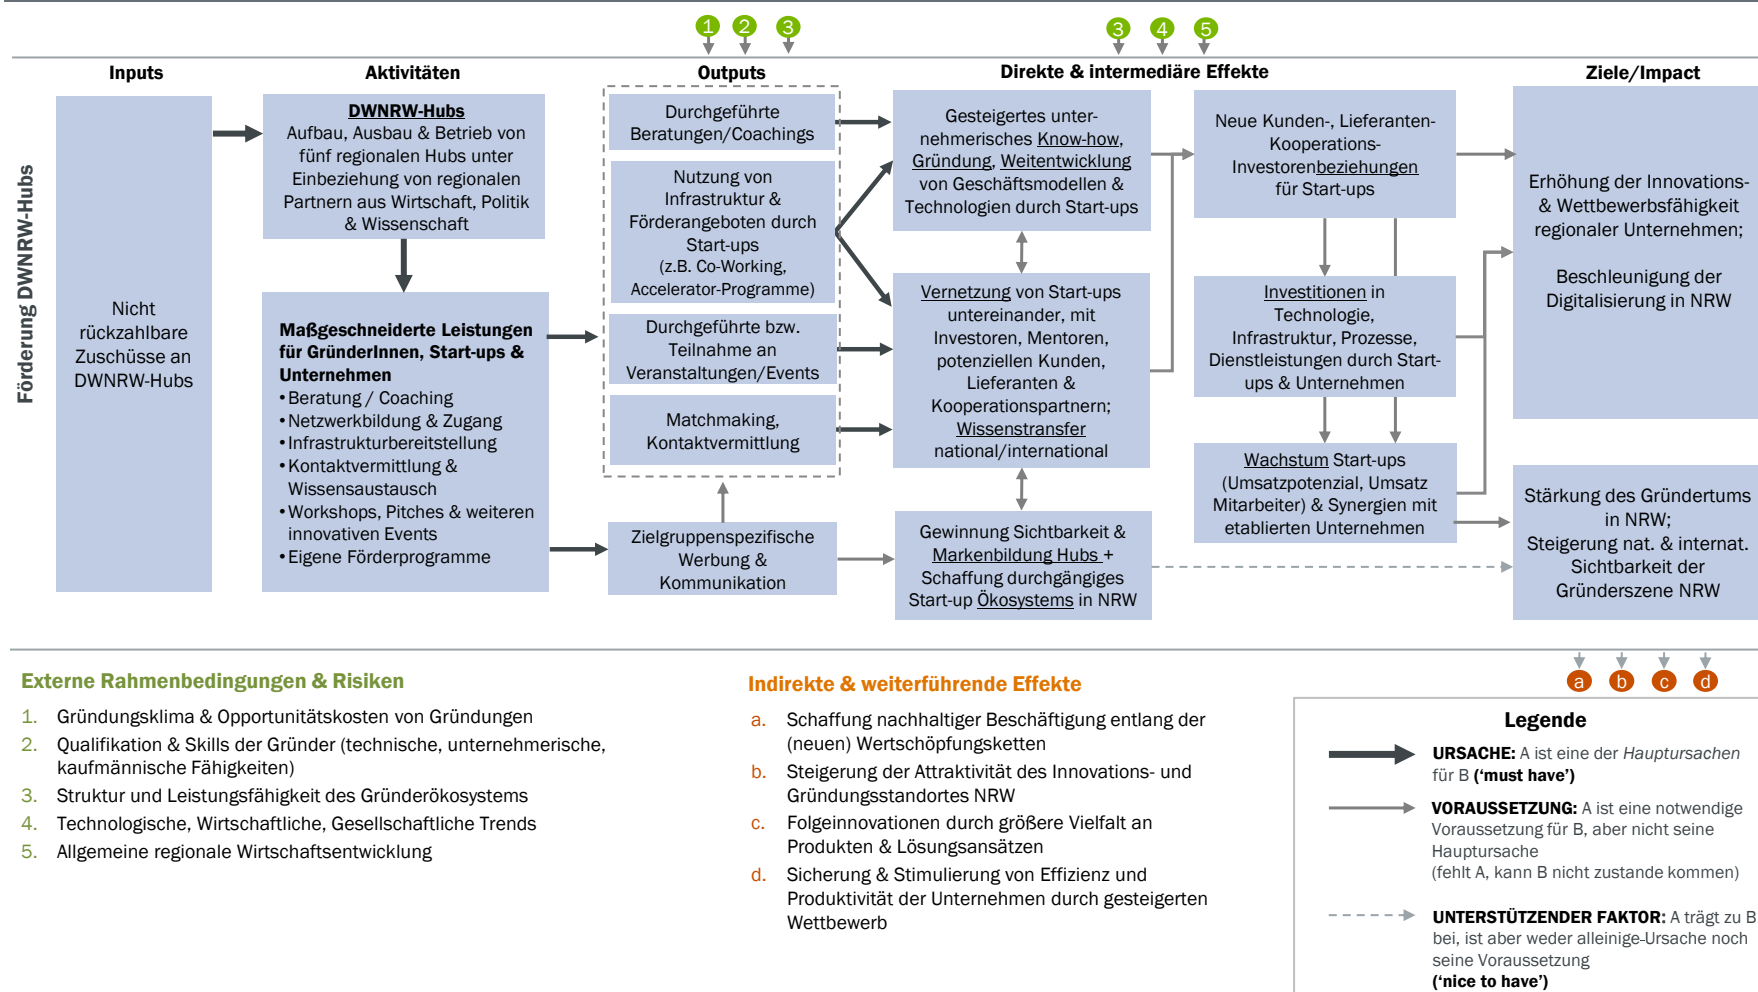 1 2 3
3 4 5
Inputs
Aktivitäten
Outputs
Direkte & intermediäre Effekte
Ziele/Impact
Förderung DWNRW-Hubs
Nicht
rückzahlbare
Zuschüsse an
DWNRW-Hubs
DWNRW-Hubs
Aufbau, Ausbau & Betrieb von
fünf regionalen Hubs unter
Einbeziehung von regionalen
Partnern aus Wirtschaft, Politik
& Wissenschaft
Maßgeschneiderte Leistungen
für GründerInnen, Start-ups &
Unternehmen
•Beratung / Coaching
•Netzwerkbildung & Zugang
•Infrastrukturbereitstellung
•Kontaktvermittlung &
Wissensaustausch
•Workshops, Pitches & weiteren
innovativen Events
•Eigene Förderprogramme
Durchgeführte
Beratungen/Coachings
Nutzung von
Infrastruktur &
Förderangeboten durch
Start-ups
(z.B. Co-Working,
Accelerator-Programme)
Durchgeführte bzw.
Teilnahme an
Veranstaltungen/Events
Matchmaking,
Kontaktvermittlung
Zielgruppenspezifische
Werbung &
Kommunikation
Gesteigertes unter-
nehmerisches Know-how,
Gründung, Weitentwicklung
von Geschäftsmodellen &
Technologien durch Start-ups
Vernetzung von Start-ups
untereinander, mit
Investoren, Mentoren,
potenziellen Kunden,
Lieferanten &
Kooperationspartnern;
Wissenstransfer
national/international
Gewinnung Sichtbarkeit &
Markenbildung Hubs +
Schaffung durchgängiges
Start-up Ökosystems in NRW
Neue Kunden-, Lieferanten-
Kooperations-
Investorenbeziehungen
für Start-ups
Investitionen in
Technologie,
Infrastruktur, Prozesse,
Dienstleistungen durch Start-
ups & Unternehmen
Wachstum Start-ups
(Umsatzpotenzial, Umsatz
Mitarbeiter) & Synergien mit
etablierten Unternehmen
Erhöhung der Innovations-
& Wettbewerbsfähigkeit
regionaler Unternehmen;
Beschleunigung der
Digitalisierung in NRW
Stärkung des Gründertums
in NRW;
Steigerung nat. & internat.
Sichtbarkeit der
Gründerszene NRW
a b c d
Externe Rahmenbedingungen & Risiken
1. Gründungsklima & Opportunitätskosten von Gründungen
2. Qualifikation & Skills der Gründer (technische, unternehmerische,
kaufmännische Fähigkeiten)
3. Struktur und Leistungsfähigkeit des Gründerökosystems
4. Technologische, Wirtschaftliche, Gesellschaftliche Trends
5. Allgemeine regionale Wirtschaftsentwicklung
Indirekte & weiterführende Effekte
a. Schaffung nachhaltiger Beschäftigung entlang der
(neuen) Wertschöpfungsketten
b. Steigerung der Attraktivität des Innovations- und
Gründungsstandortes NRW
c. Folgeinnovationen durch größere Vielfalt an
Produkten & Lösungsansätzen
d. Sicherung & Stimulierung von Effizienz und
Produktivität der Unternehmen durch gesteigerten
Wettbewerb
Legende
URSACHE: A ist eine der Hauptursachen
für B (‘must have’)
VORAUSSETZUNG: A ist eine notwendige
Voraussetzung für B, aber nicht seine
Hauptursache
(fehlt A, kann B nicht zustande kommen)
UNTERSTÜTZENDER FAKTOR: A trägt zu B
bei, ist aber weder alleinige-Ursache noch
seine Voraussetzung
(‘nice to have’)